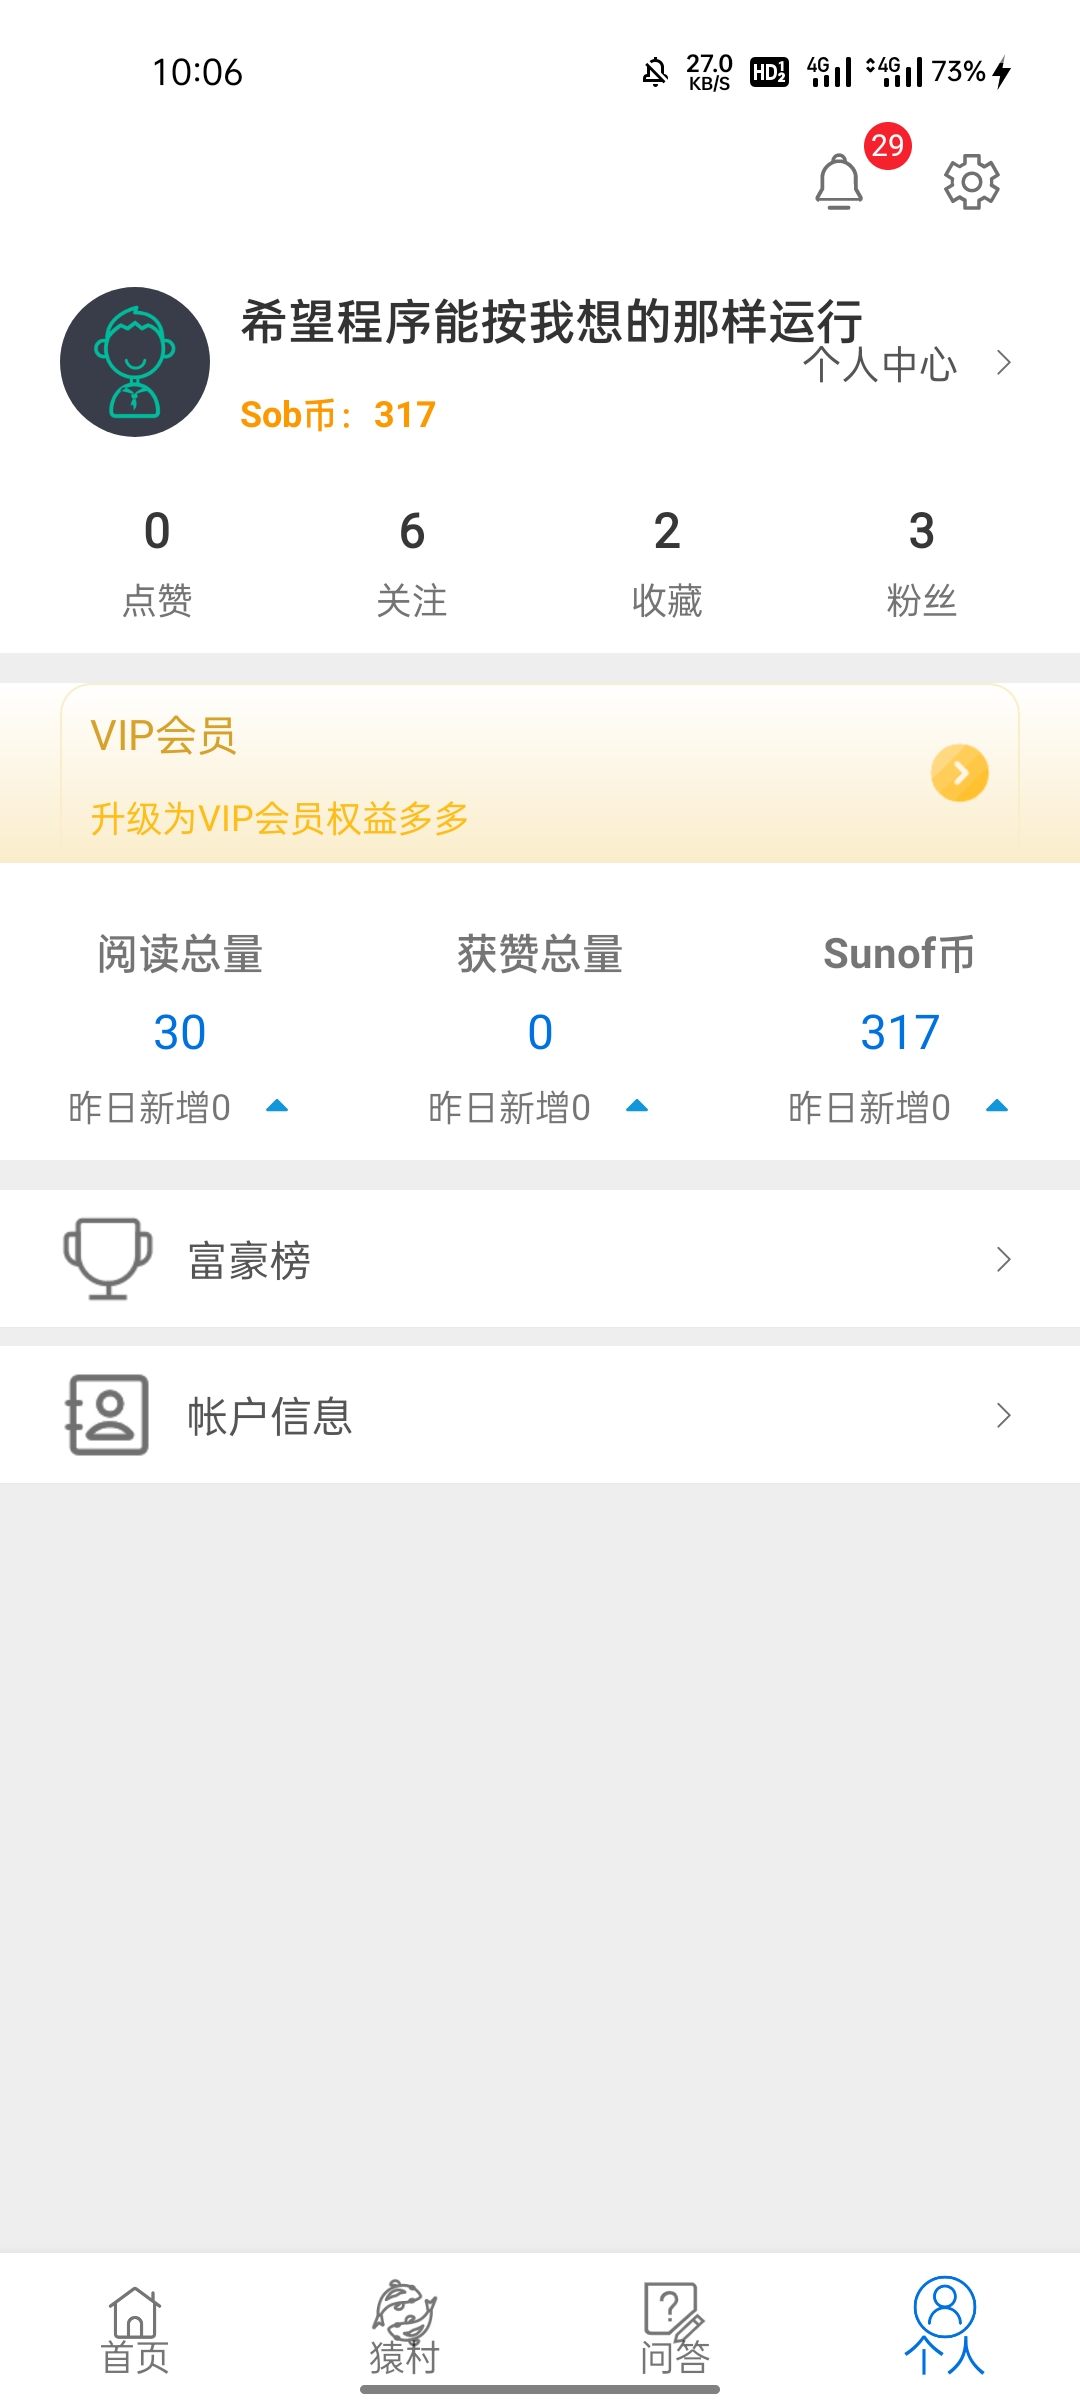 10:06
27.0
KB/S
HD 1 2
4G
4G
73%
29
希望程序能按我想的那样运行
个人中心
Sob币： 317
0 6 2 3
点赞 关注 收藏 粉丝
VIP会员
升级为VIP会员权益多多
阅读总量 获赞总量 Sunof币
30 0 317
昨日新增0 昨日新增0 昨日新增0
富豪榜
帐户信息
首页 猿村 问答 个人